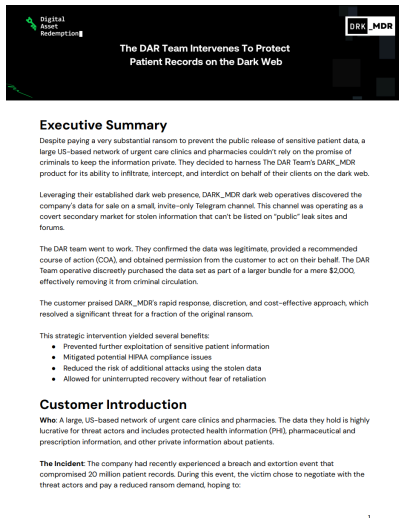 Digital
Asset
Redemption
DRK _MDR
The DAR Team Intervenes To Protect
Patient Records on the Dark Web
Executive Summary
Despite paying a very substantial ransom to prevent the public release of sensitive patient data, a
large US-based network of urgent care clinics and pharmacies couldn't rely on the promise of
criminals to keep the information private. They decided to harness The DAR Team's DARK_MDR
product for its ability to infiltrate, intercept, and interdict on behalf of their clients on the dark web.
Leveraging their established dark web presence, DARK_MDR dark web operatives discovered the
company's data for sale on a small, invite-only Telegram channel. This channel was operating as a
covert secondary market for stolen information that can't be listed on "public" leak sites and
forums.
The DAR team went to work. They confirmed the data was legitimate, provided a recommended
course of action (COA), and obtained permission from the customer to act on their behalf. The DAR
Team operative discreetly purchased the data set as part of a larger bundle for a mere $2,000,
effectively removing it from criminal circulation.
The customer praised DARK_MDR's rapid response, discretion, and cost-effective approach, which
resolved a significant threat for a fraction of the original ransom.
This strategic intervention yielded several benefits:
● Prevented further exploitation of sensitive patient information
● Mitigated potential HIPAA compliance issues
● Reduced the risk of additional attacks using the stolen data
● Allowed for uninterrupted recovery without fear of retaliation
Customer Introduction
Who: A large, US-based network of urgent care clinics and pharmacies. The data they hold is highly
lucrative for threat actors and includes protected health information (PHI), pharmaceutical and
prescription information, and other private information about patients.
The Incident: The company had recently experienced a breach and extortion event that
compromised 20 million patient records. During this event, the victim chose to negotiate with the
threat actors and pay a reduced ransom demand, hoping to:
1